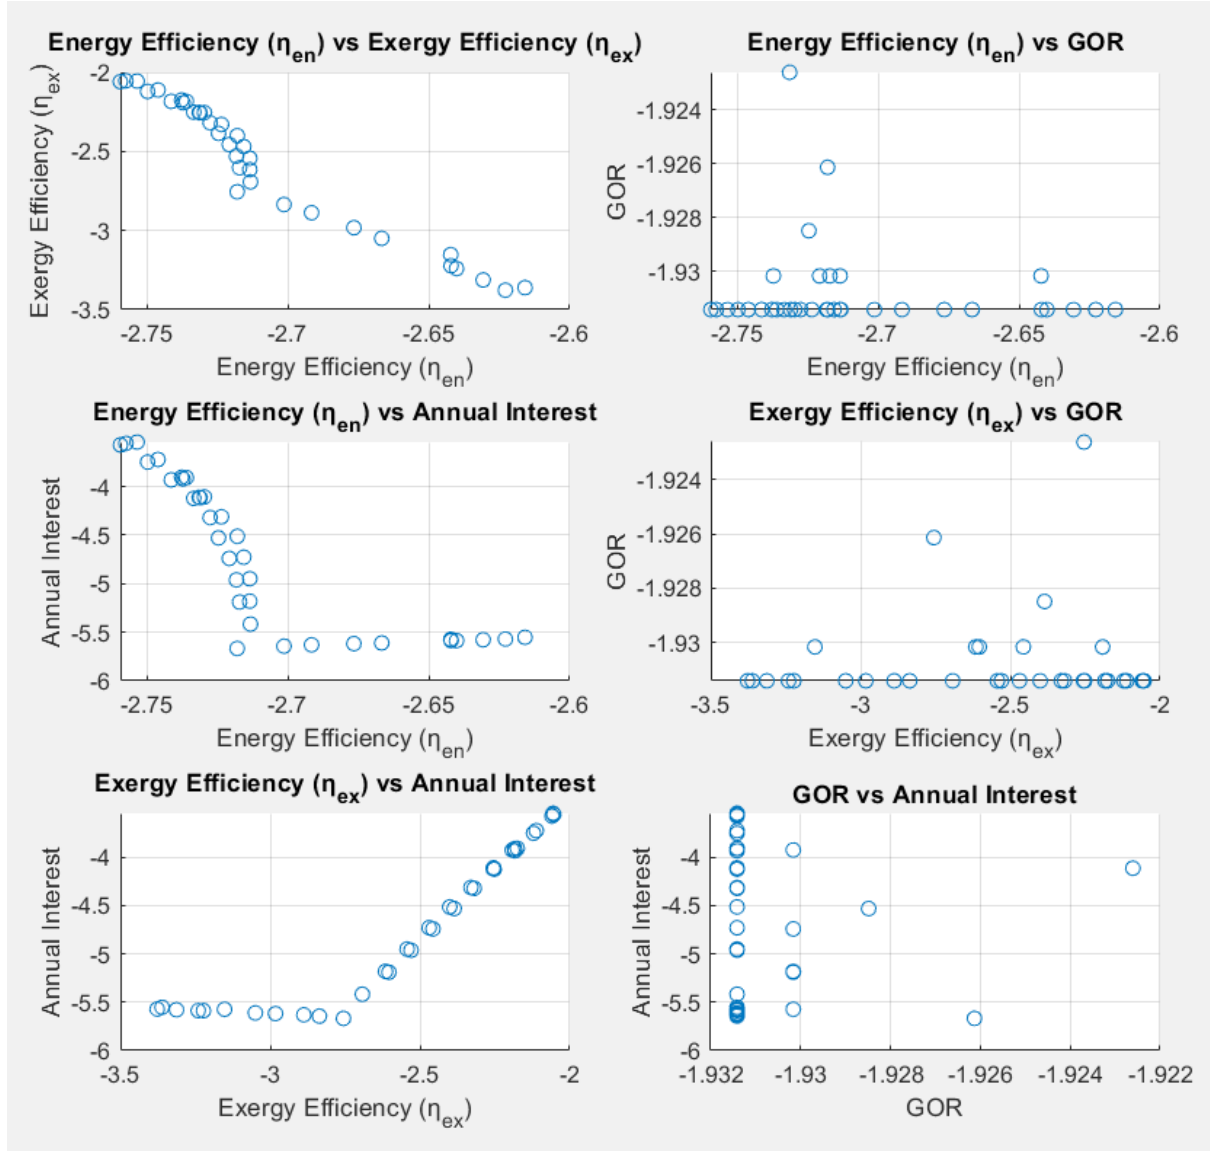 Energy Efficiency (ηen) vs Exergy Efficiency (ηex)
Exergy Efficiency (ηex)
-2
-2.5
-3
-3.5
-2.75
-2.7
-2.65
-2.6
Energy Efficiency (ηen)
Energy Efficiency (ηen) vs GOR
GOR
-1.924
-1.926
-1.928
-1.93
-2.75
-2.7
-2.65
-2.6
Energy Efficiency (ηen)
Energy Efficiency (ηen) vs Annual Interest
Annual Interest
-4
-4.5
-5
-5.5
-6
-2.75
-2.7
-2.65
-2.6
Energy Efficiency (ηen)
Exergy Efficiency (ηex) vs GOR
GOR
-1.924
-1.926
-1.928
-1.93
-3.5
-3
-2.5
-2
Exergy Efficiency (ηex)
Exergy Efficiency (ηex) vs Annual Interest
Annual Interest
-4
-4.5
-5
-5.5
-6
-3.5
-3
-2.5
-2
Exergy Efficiency (ηex)
GOR vs Annual Interest
Annual Interest
-4
-4.5
-5
-5.5
-6
-1.932
-1.93
-1.928
-1.926
-1.924
-1.922
GOR